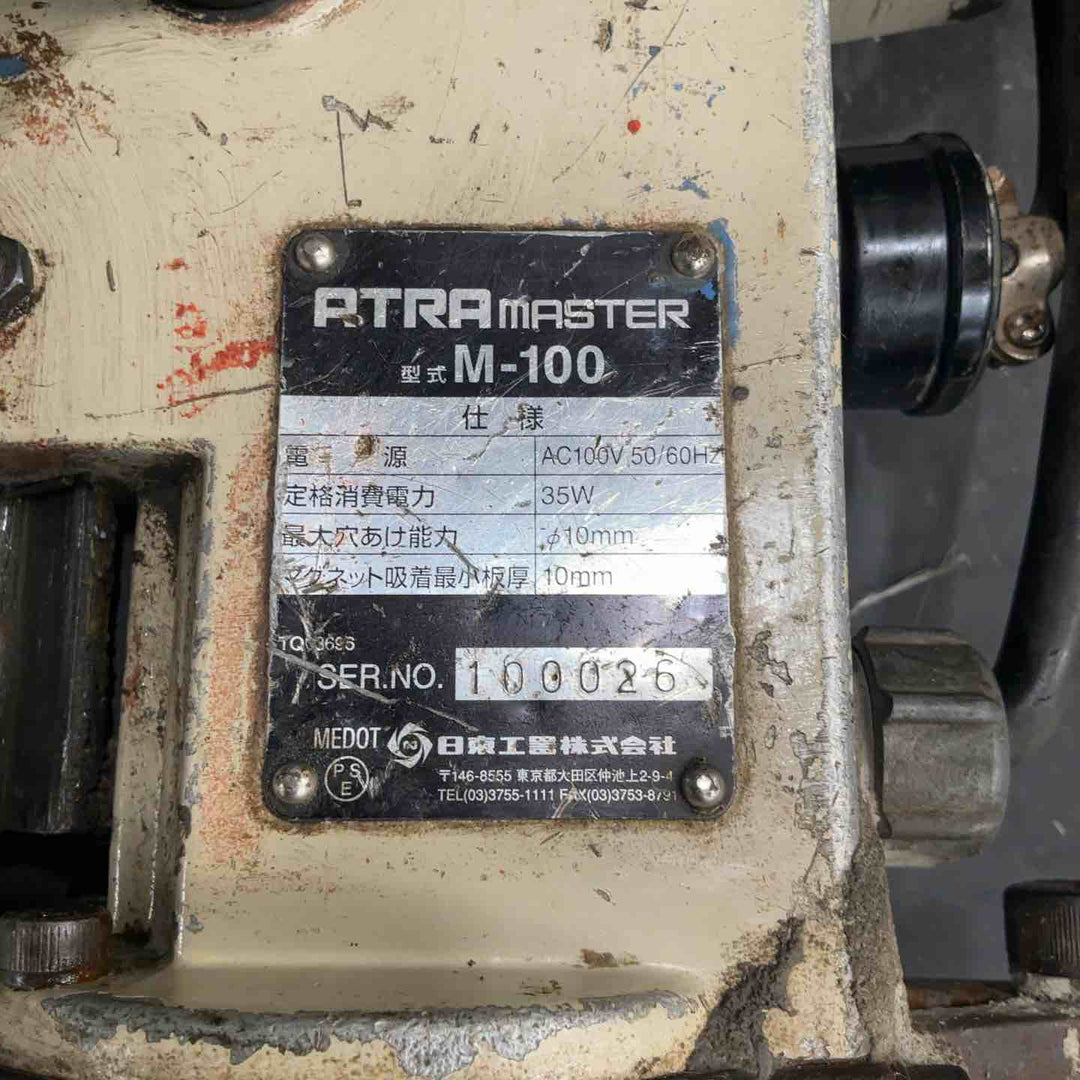 ATRA MASTER
型式 M-100
仕様
電源 AC100V 50/60Hz
定格消費電力 35W
最大穴あけ能力 φ10mm
マグネット吸着最小板厚 10mm
SER.NO. 100026
MEDOT 日東工器株式会社
PSE
〒146-8555 東京都大田区仲池上2-9-4
TEL(03)3755-1111 FAX(03)3753-8791